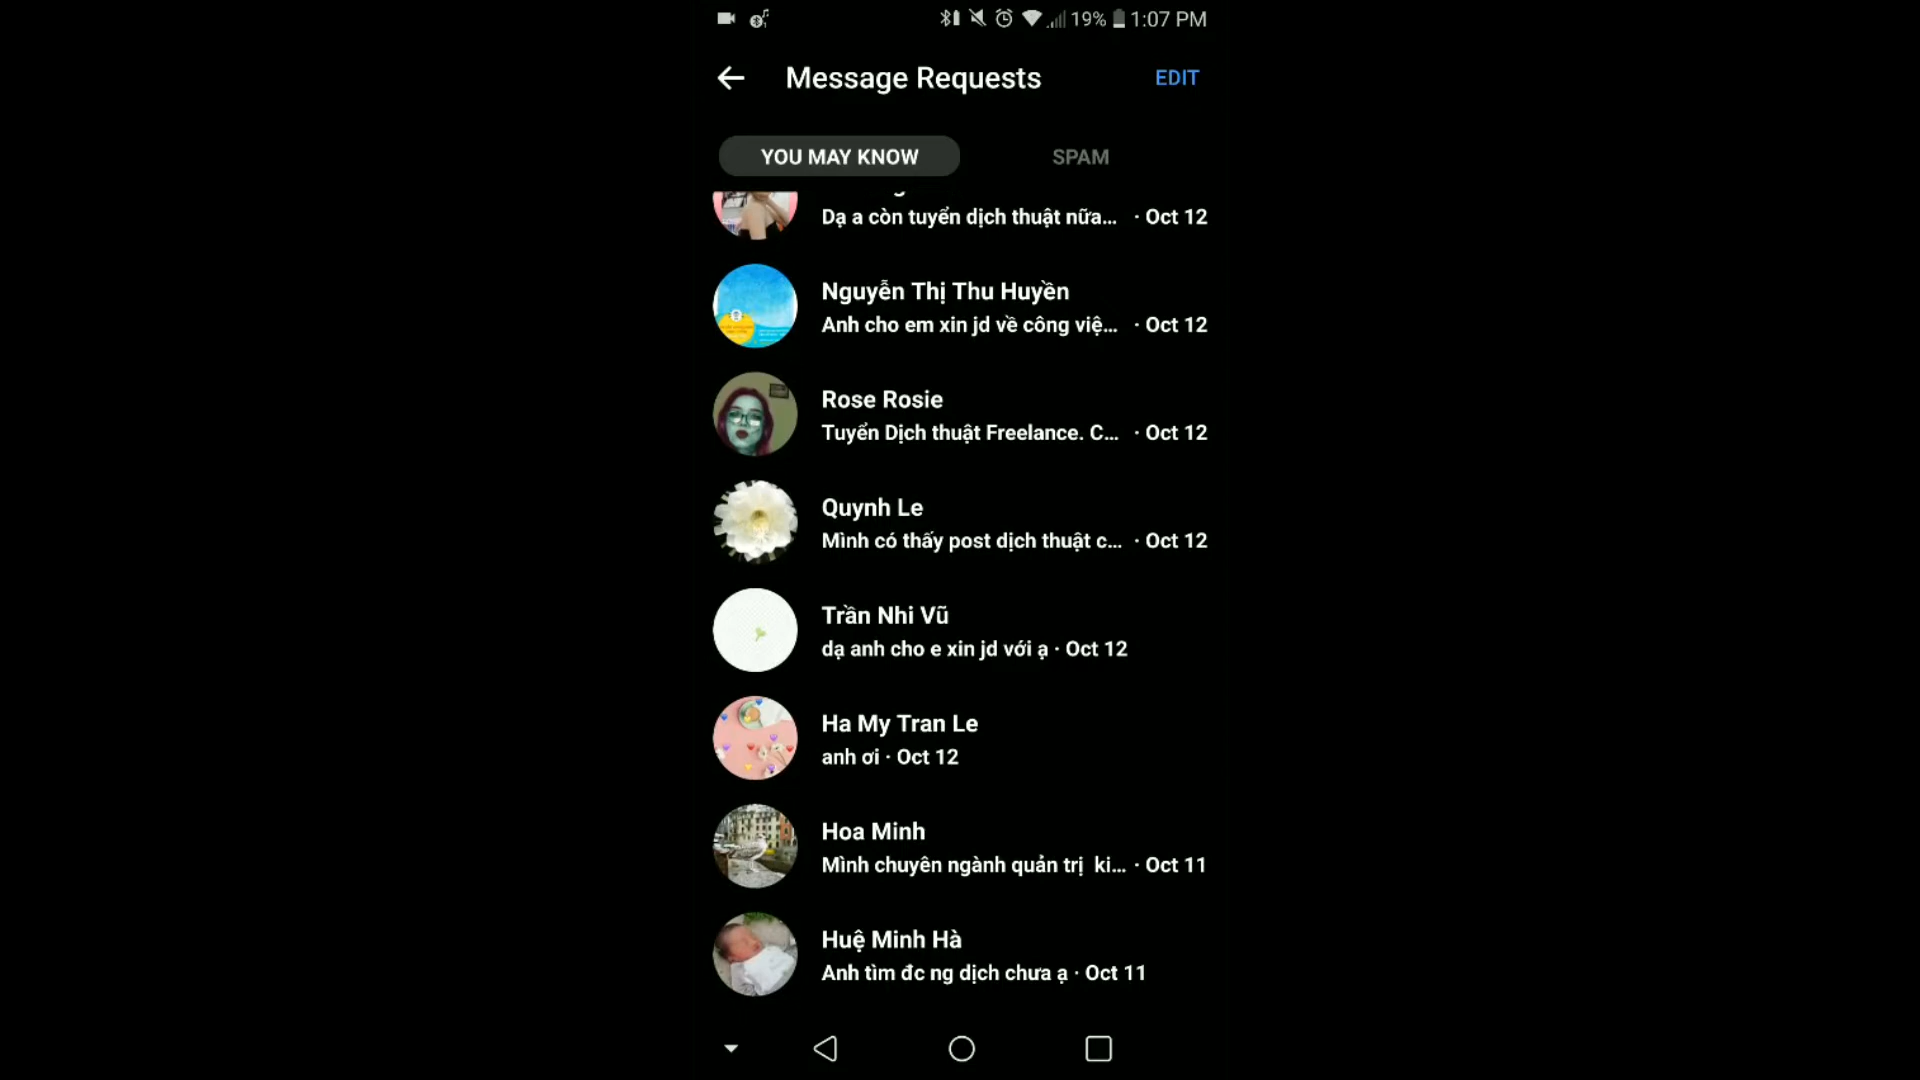 19% 1:07 PM
Message Requests EDIT
YOU MAY KNOW SPAM
Dạ a còn tuyển dịch thuật nữa... · Oct 12
Nguyễn Thị Thu Huyền
Anh cho em xin jd về công việ... · Oct 12
Rose Rosie
Tuyển Dịch thuật Freelance. C... · Oct 12
Quynh Le
Mình có thấy post dịch thuật c... · Oct 12
Trần Nhi Vũ
dạ anh cho e xin jd với ạ · Oct 12
Ha My Tran Le
anh ơi · Oct 12
Hoa Minh
Mình chuyên ngành quản trị  ki... · Oct 11
Huệ Minh Hà
Anh tìm đc ng dịch chưa ạ · Oct 11